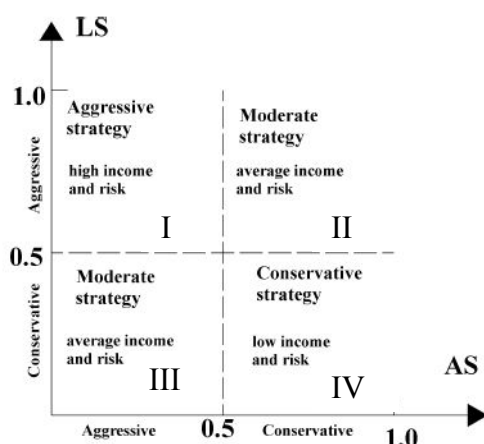 LS
1.0
Aggressive
strategy
high income
and risk
I
Moderate
strategy
average income
and risk
II
Aggressive
0.5
Moderate
strategy
average income
and risk
III
Conservative
strategy
low income
and risk
IV
Conservative
AS
Aggressive
0.5
Conservative
1.0